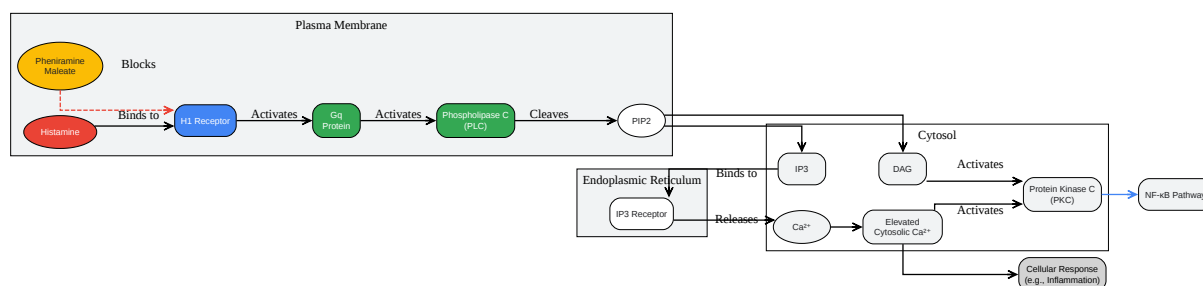 Plasma Membrane
Pheniramine
Maleate
Blocks
Binds to
Histamine
H1 Receptor
Activates
Gq
Protein
Activates
Phospholipase C
(PLC)
Cleaves
PIP2
Cytosol
IP3
DAG
Activates
Binds to
Endoplasmic Reticulum
IP3 Receptor
Releases
Ca²⁺
Elevated
Cytosolic Ca²⁺
Activates
Protein Kinase C
(PKC)
NF-κB Pathway
Cellular Response
(e.g., Inflammation)